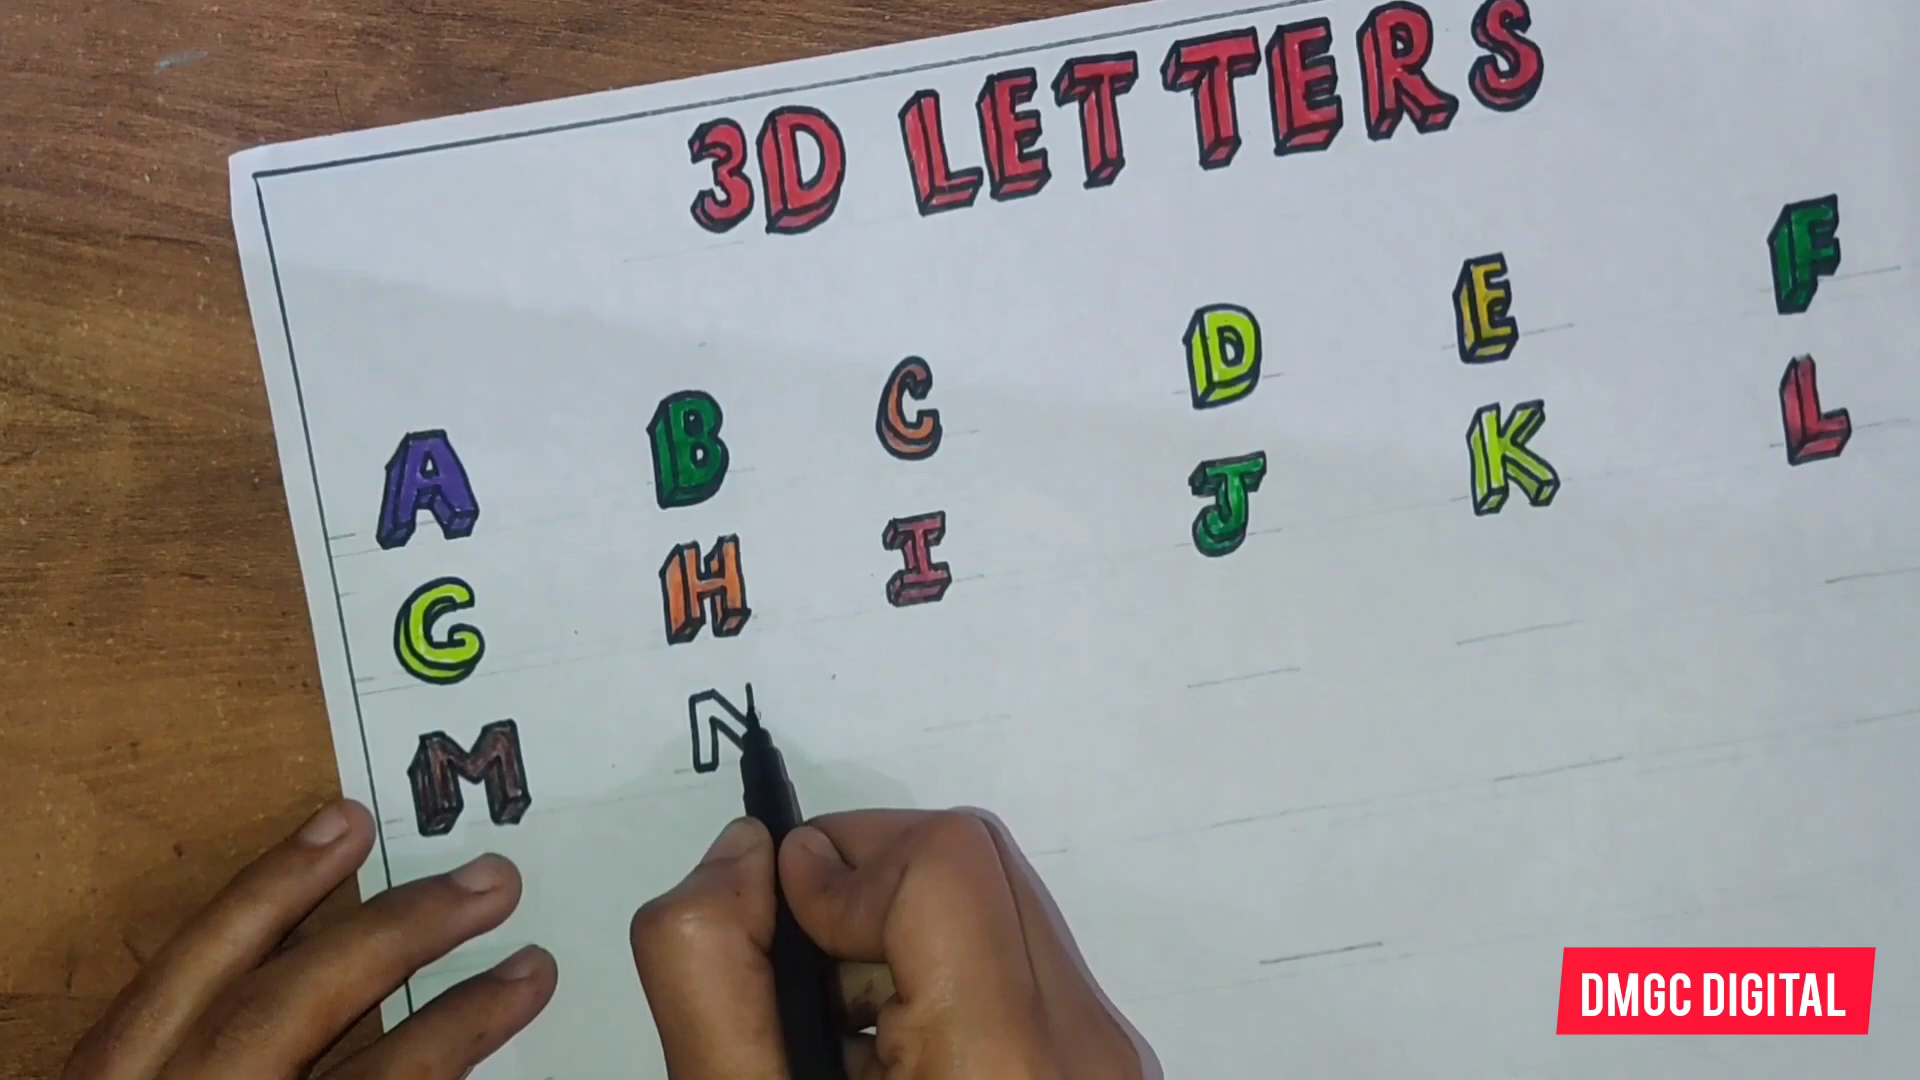 3D LETTERS
A B C D E F
G H I J K L
M N
DMGC DIGITAL